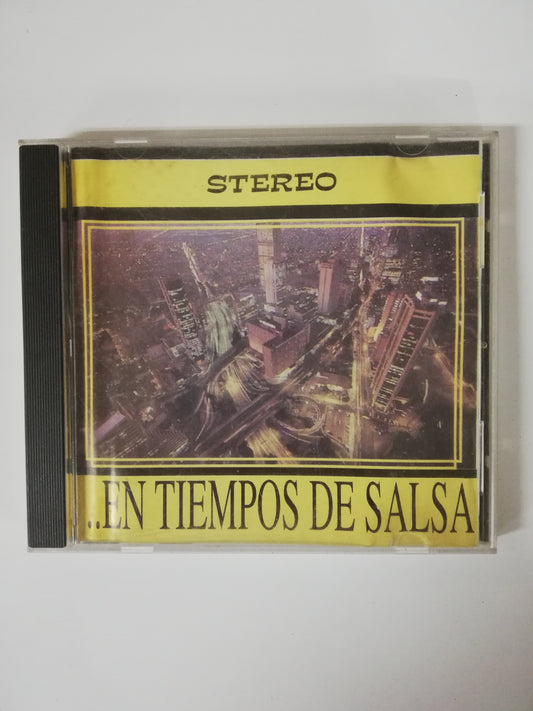 STEREO
..EN TIEMPOS DE SALSA